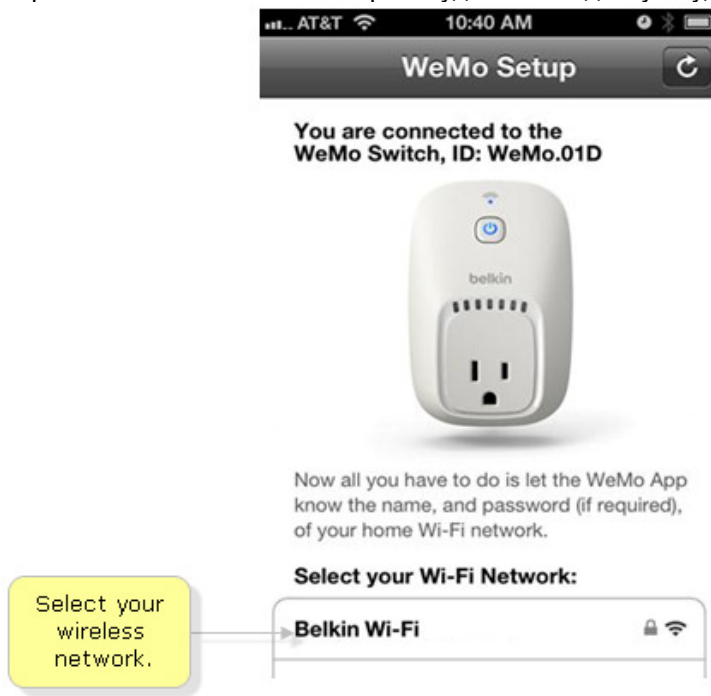 AT&T 10:40 AM
WeMo Setup
You are connected to the
WeMo Switch, ID: WeMo.01D
belkin
Now all you have to do is let the WeMo App
know the name, and password (if required),
of your home Wi-Fi network.
Select your Wi-Fi Network:
Select your
wireless
network.
Belkin Wi-Fi